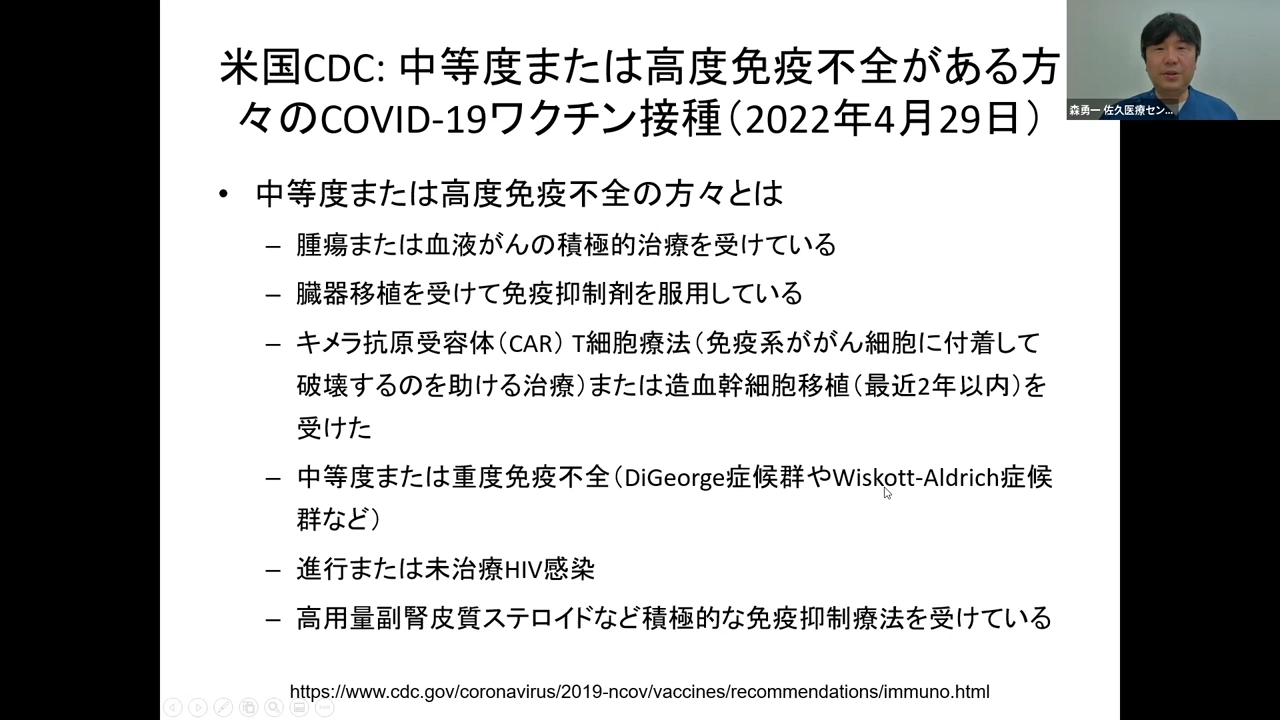 米国CDC: 中等度または高度免疫不全がある方
々のCOVID-19ワクチン接種（2022年4月29日）
森勇一 佐久医療セン...
• 中等度または高度免疫不全の方々とは
– 腫瘍または血液がんの積極的治療を受けている
– 臓器移植を受けて免疫抑制剤を服用している
– キメラ抗原受容体（CAR）T細胞療法（免疫系ががん細胞に付着して
破壊するのを助ける治療）または造血幹細胞移植（最近2年以内）を
受けた
– 中等度または重度免疫不全（DiGeorge症候群やWiskott-Aldrich症候
群など）
– 進行または未治療HIV感染
– 高用量副腎皮質ステロイドなど積極的な免疫抑制療法を受けている
https://www.cdc.gov/coronavirus/2019-ncov/vaccines/recommendations/immuno.html